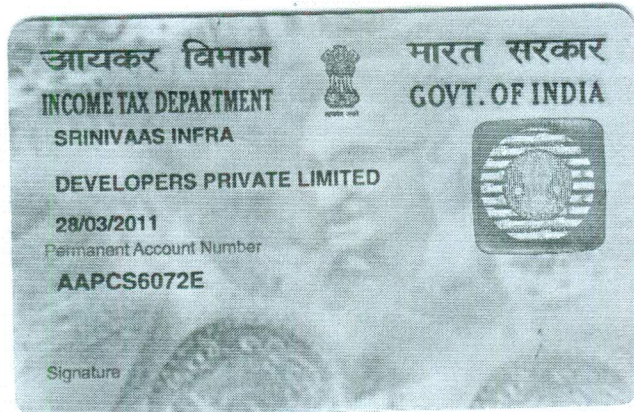 आयकर विभाग
भारत सरकार
INCOME TAX DEPARTMENT
GOVT. OF INDIA
SRINIVAAS INFRA
DEVELOPERS PRIVATE LIMITED
28/03/2011
Permanent Account Number
AAPCS6072E
Signature